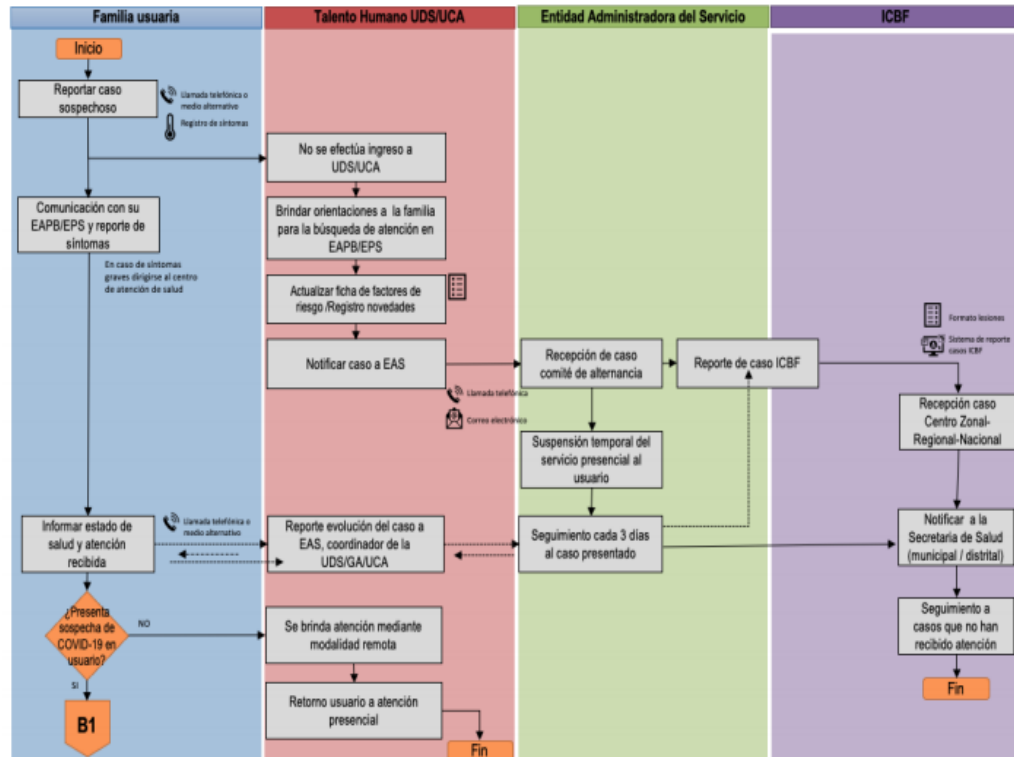 Familia usuaria
Talento Humano UDS/UCA
Entidad Administradora del Servicio
ICBF
Inicio
Reportar caso
sospechoso
Llamada telefónica o
medio alternativo
Registro de síntomas
No se efectúa ingreso a
UDS/UCA
Comunicación con su
EAPB/EPS y reporte de
síntomas
Brindar orientaciones a la familia
para la búsqueda de atención en
EAPB/EPS
En caso de síntomas
graves dirigirse al centro
de atención de salud
Actualizar ficha de factores de
riesgo /Registro novedades
Notificar caso a EAS
Llamada telefónica
Correo electrónico
Recepción de caso
comité de alternancia
Reporte de caso ICBF
Formato lesiones
Sistema de reporte
casos ICBF
Recepción caso
Centro Zonal-
Regional-Nacional
Suspensión temporal del
servicio presencial al
usuario
Informar estado de
salud y atención
recibida
Llamada telefónica o
medio alternativo
Reporte evolución del caso a
EAS, coordinador de la
UDS/GA/UCA
Seguimiento cada 3 días
al caso presentado
Notificar a la
Secretaria de Salud
(municipal / distrital)
¿Presenta
sospecha de
COVID-19 en
usuario?
NO
SI
B1
Se brinda atención mediante
modalidad remota
Retorno usuario a atención
presencial
Fin
Seguimiento a
casos que no han
recibido atención
Fin